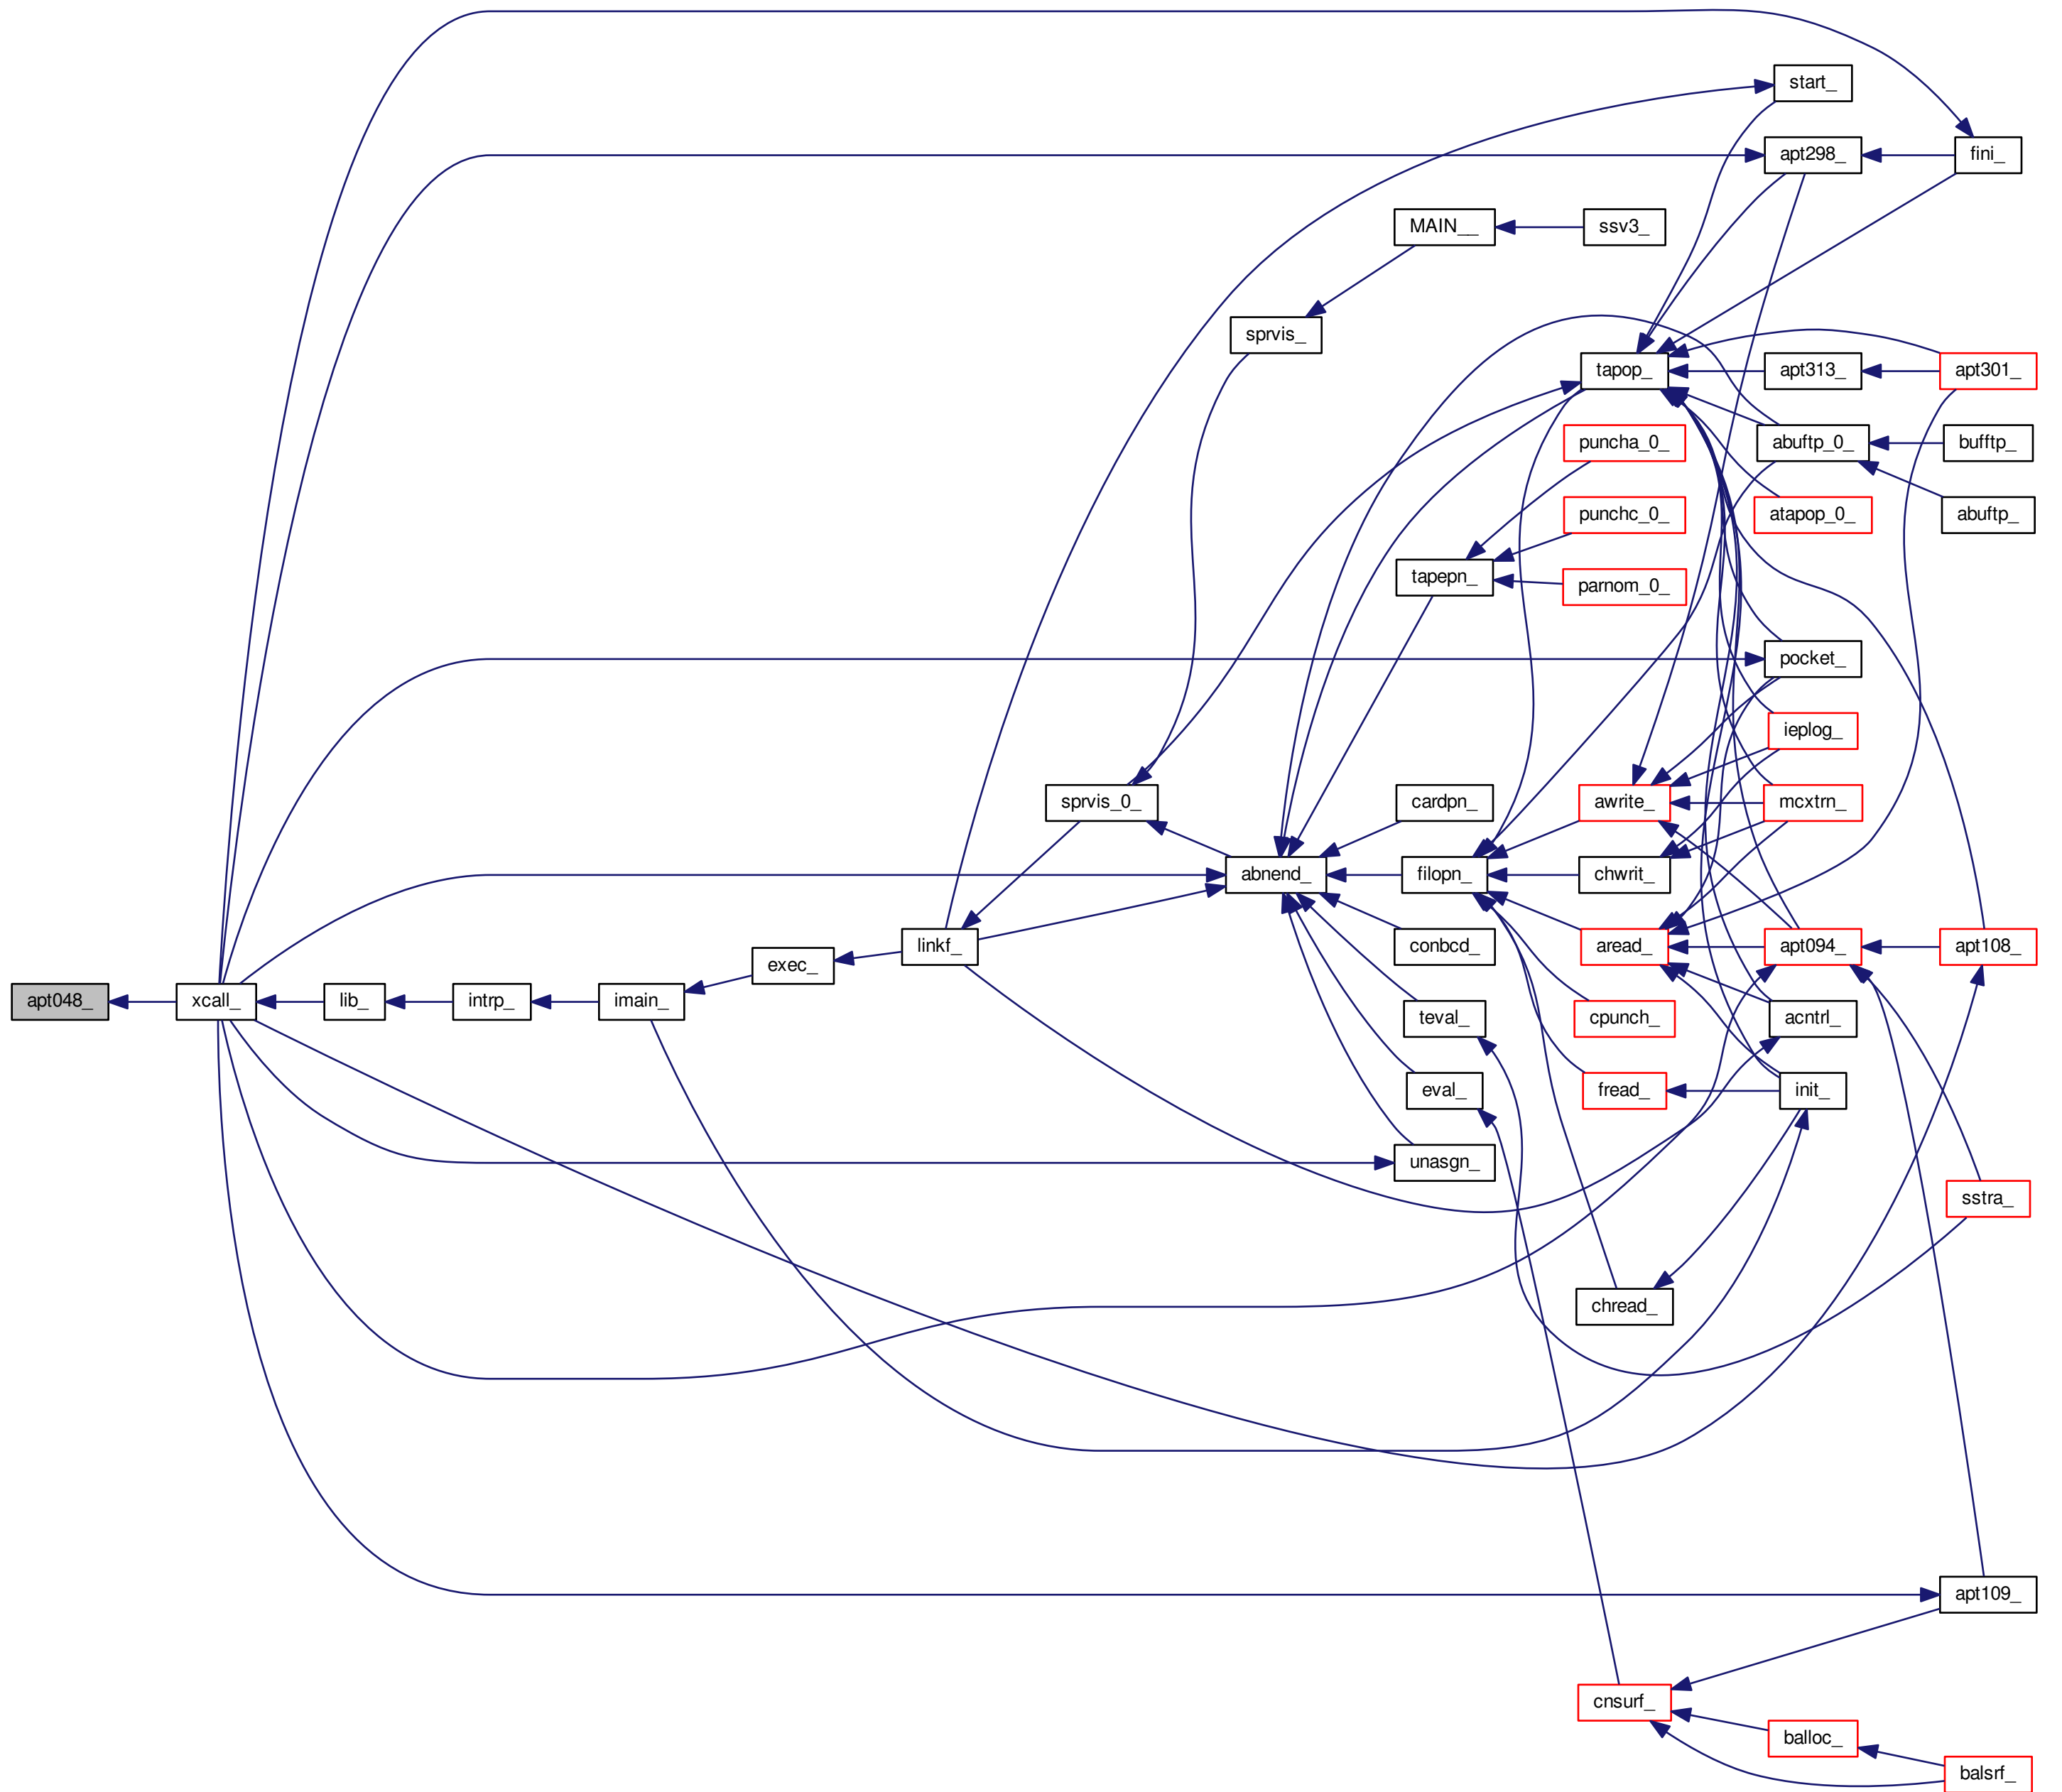 start_
apt298_
fini_
MAIN__
ssv3_
sprvis_
tapop_
apt313_
apt301_
puncha_0_
abuftp_0_
bufftp_
punchc_0_
atapop_0_
abuftp_
tapepn_
parnom_0_
pocket_
ieplog_
sprvis_0_
cardpn_
awrite_
mcxtrn_
abnend_
filopn_
chwrit_
linkf_
conbcd_
aread_
apt094_
apt108_
exec_
apt048_
xcall_
lib_
intrp_
imain_
teval_
cpunch_
acntrl_
eval_
fread_
init_
unasgn_
sstra_
chread_
apt109_
cnsurf_
balloc_
balsrf_